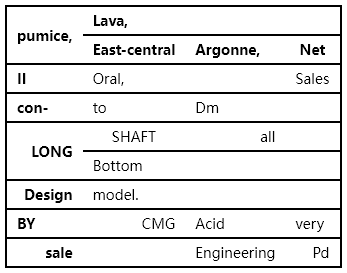 pumice, Lava,
East-central Argonne, Net
II Oral, Sales
con- to Dm
LONG SHAFT all
Bottom
Design model.
BY CMG Acid very
sale Engineering Pd